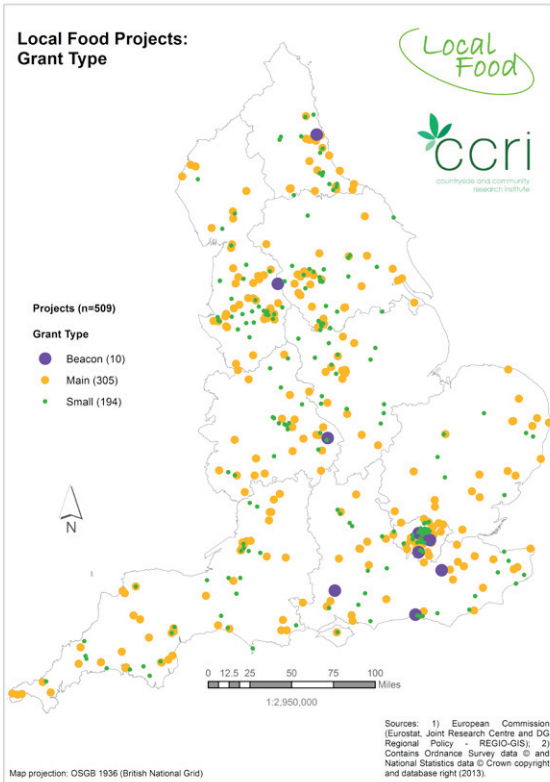 Local Food Projects:
Grant Type
Local
Food
ccri
countryside and community
research institute
Projects (n=509)
Grant Type
Beacon (10)
Main (305)
Small (194)
N
0 12.5 25 50 75 100
Miles
1:2,950,000
Sources: 1) European Commission
(Eurostat, Joint Research Centre and DG
Regional Policy - REGIO-GIS); 2)
Contains Ordnance Survey data © and
National Statistics data © Crown copyright
and database right (2013).
Map projection: OSGB 1936 (British National Grid)